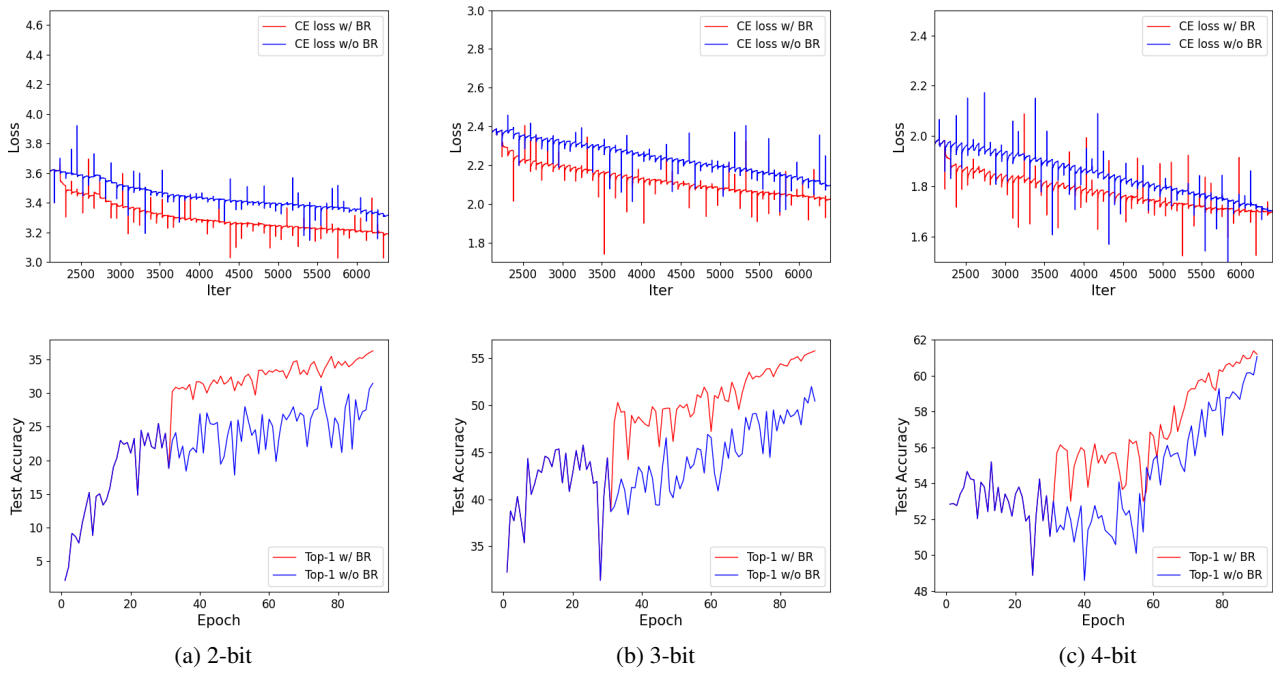 4.6
4.4
4.2
4.0
3.8
3.6
3.4
3.2
3.0
Loss
2500 3000 3500 4000 4500 5000 5500 6000
Iter
CE loss w/ BR
CE loss w/o BR
3.0
2.8
2.6
2.4
2.2
2.0
1.8
Loss
2500 3000 3500 4000 4500 5000 5500 6000
Iter
CE loss w/ BR
CE loss w/o BR
2.4
2.2
2.0
1.8
1.6
Loss
2500 3000 3500 4000 4500 5000 5500 6000
Iter
CE loss w/ BR
CE loss w/o BR
35
30
25
20
15
10
5
Test Accuracy
0 20 40 60 80
Epoch
Top-1 w/ BR
Top-1 w/o BR
(a) 2-bit
55
50
45
40
35
Test Accuracy
0 20 40 60 80
Epoch
Top-1 w/ BR
Top-1 w/o BR
(b) 3-bit
62
60
58
56
54
52
50
48
Test Accuracy
0 20 40 60 80
Epoch
Top-1 w/ BR
Top-1 w/o BR
(c) 4-bit